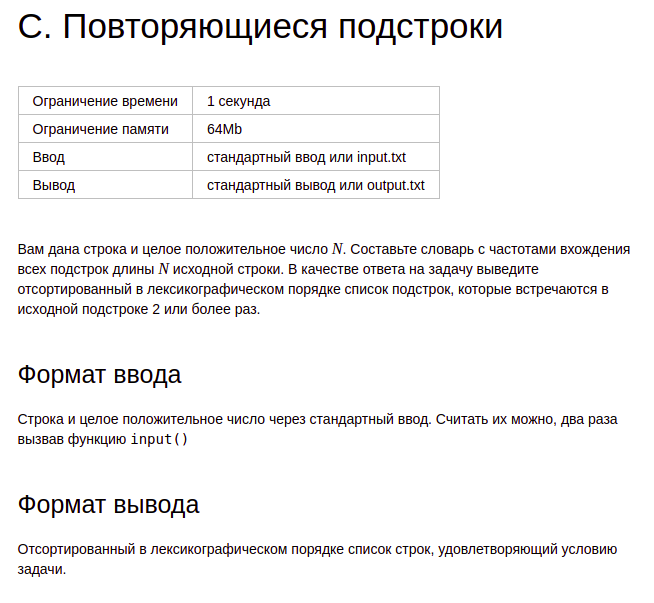 C. Повторяющиеся подстроки
Ограничение времени 1 секунда
Ограничение памяти 64Mb
Ввод стандартный ввод или input.txt
Вывод стандартный вывод или output.txt
Вам дана строка и целое положительное число N. Составьте словарь с частотами вхождения
всех подстрок длины N исходной строки. В качестве ответа на задачу выведите
отсортированный в лексикографическом порядке список подстрок, которые встречаются в
исходной подстроке 2 или более раз.
Формат ввода
Строка и целое положительное число через стандартный ввод. Считать их можно, два раза
вызвав функцию input()
Формат вывода
Отсортированный в лексикографическом порядке список строк, удовлетворяющий условию
задачи.